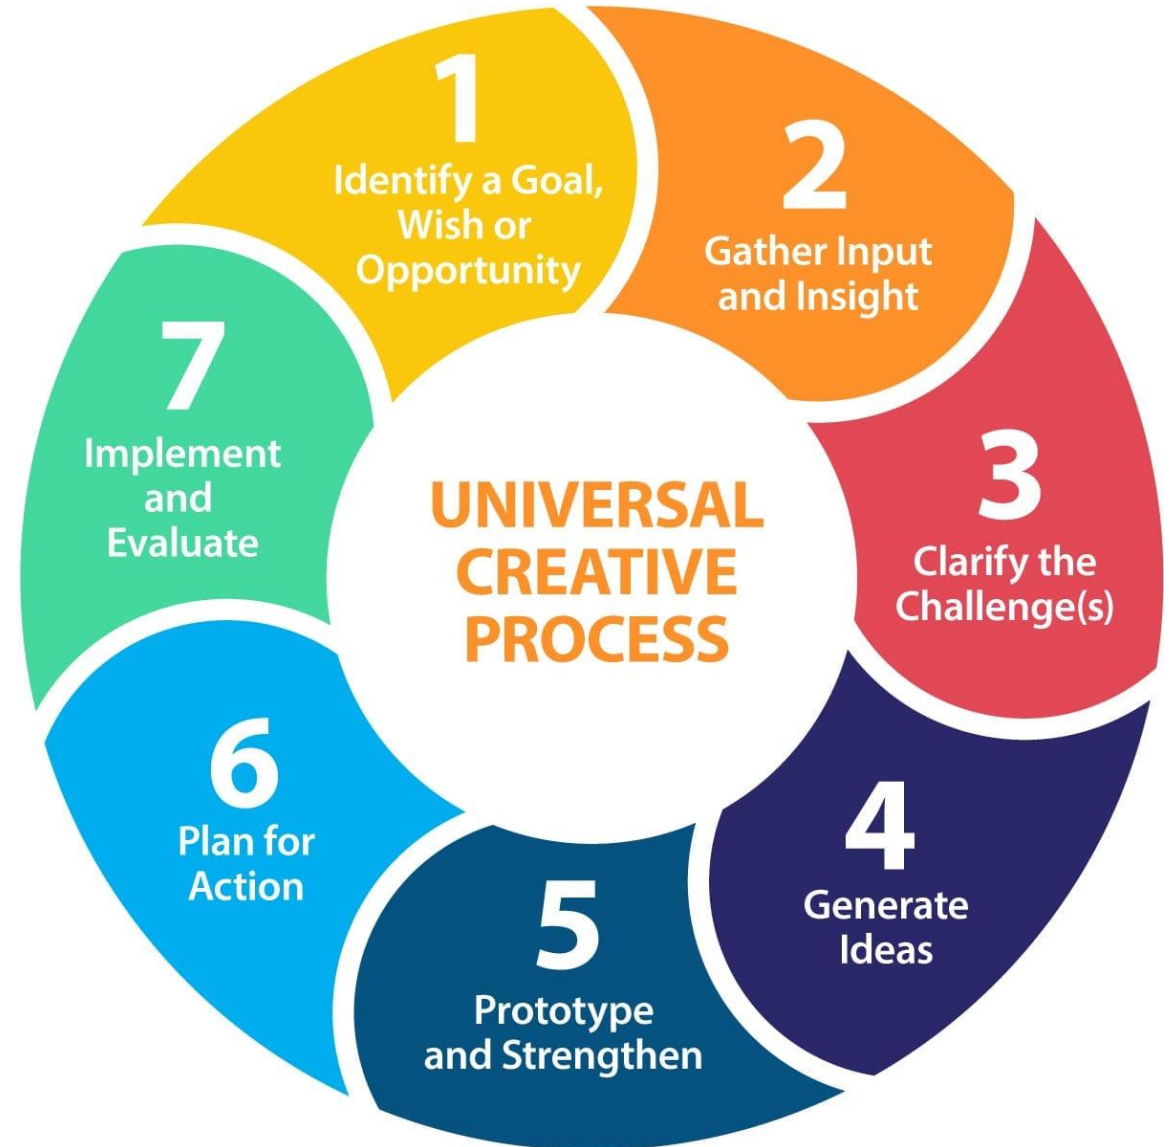 UNIVERSAL
CREATIVE
PROCESS
1
Identify a Goal,
Wish or
Opportunity
2
Gather Input
and Insight
3
Clarify the
Challenge(s)
4
Generate
Ideas
5
Prototype
and Strengthen
6
Plan for
Action
7
Implement
and
Evaluate